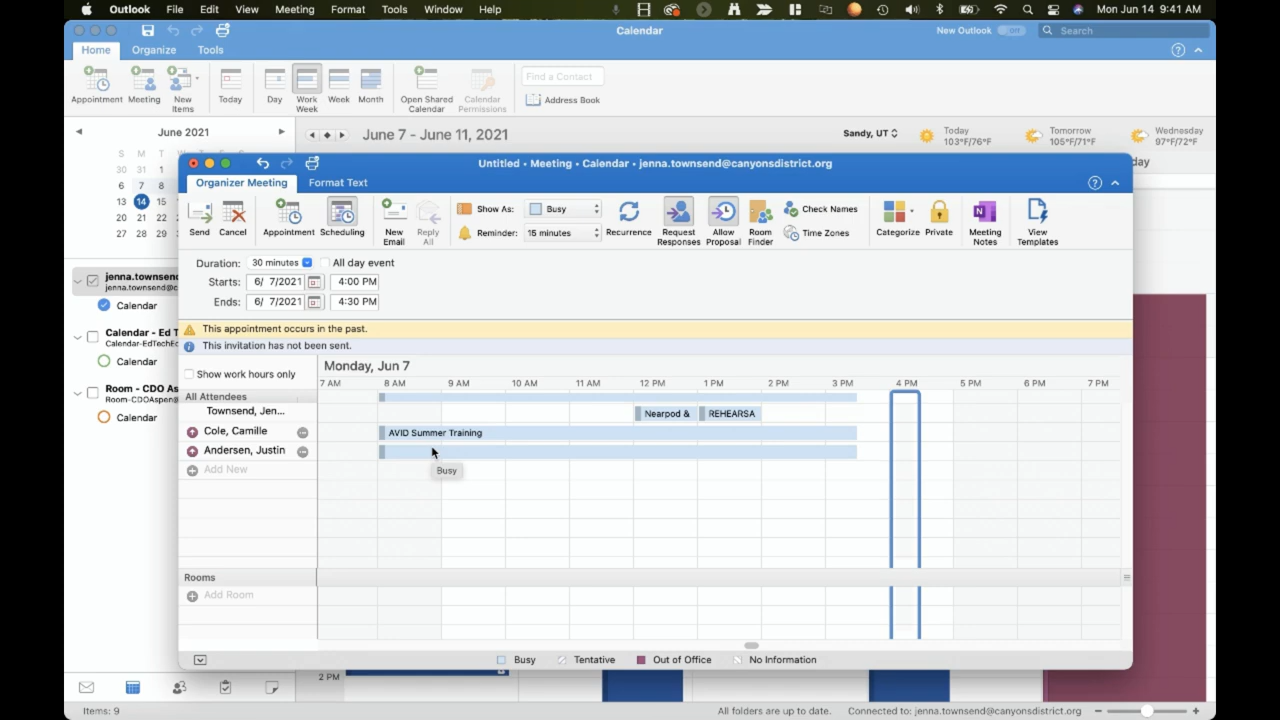 Outlook File Edit View Meeting Format Tools Window Help Mon Jun 14 9:41 AM
Calendar New Outlook Search
Home Organize Tools
Find a Contact
Appointment Meeting New Items Today Day Work Week Week Month Open Shared Calendar Calendar Permissions Address Book
June 2021 June 7 - June 11, 2021 Sandy, UT Today 103°F/76°F Tomorrow 105°F/71°F Wednesday 97°F/72°F
S M T
30 31 1
6 7 8
13 14 15
20 21 22
27 28 29
day
Untitled • Meeting • Calendar • jenna.townsend@canyonsdistrict.org
Organizer Meeting Format Text
Send Cancel Appointment Scheduling New Email Reply All
Show As: Busy
Reminder: 15 minutes
Recurrence Request Responses Allow Proposal Room Finder
Check Names
Time Zones
Categorize Private Meeting Notes View Templates
Duration: 30 minutes All day event
Starts: 6/ 7/2021 4:00 PM
Ends: 6/ 7/2021 4:30 PM
This appointment occurs in the past.
This invitation has not been sent.
jenna.townsend
jenna.townsend@c
Calendar
Calendar - Ed T
Calendar-EdTechEd
Calendar
Room - CDO As
Room-CDOAspen@
Calendar
Show work hours only Monday, Jun 7
7 AM 8 AM 9 AM 10 AM 11 AM 12 PM 1 PM 2 PM 3 PM 4 PM 5 PM 6 PM 7 PM
All Attendees
Townsend, Jen... Nearpod & REHEARSA
Cole, Camille AVID Summer Training
Andersen, Justin
Busy
Add New
Rooms
Add Room
Busy Tentative Out of Office No Information
2 PM
Items: 9 All folders are up to date. Connected to: jenna.townsend@canyonsdistrict.org